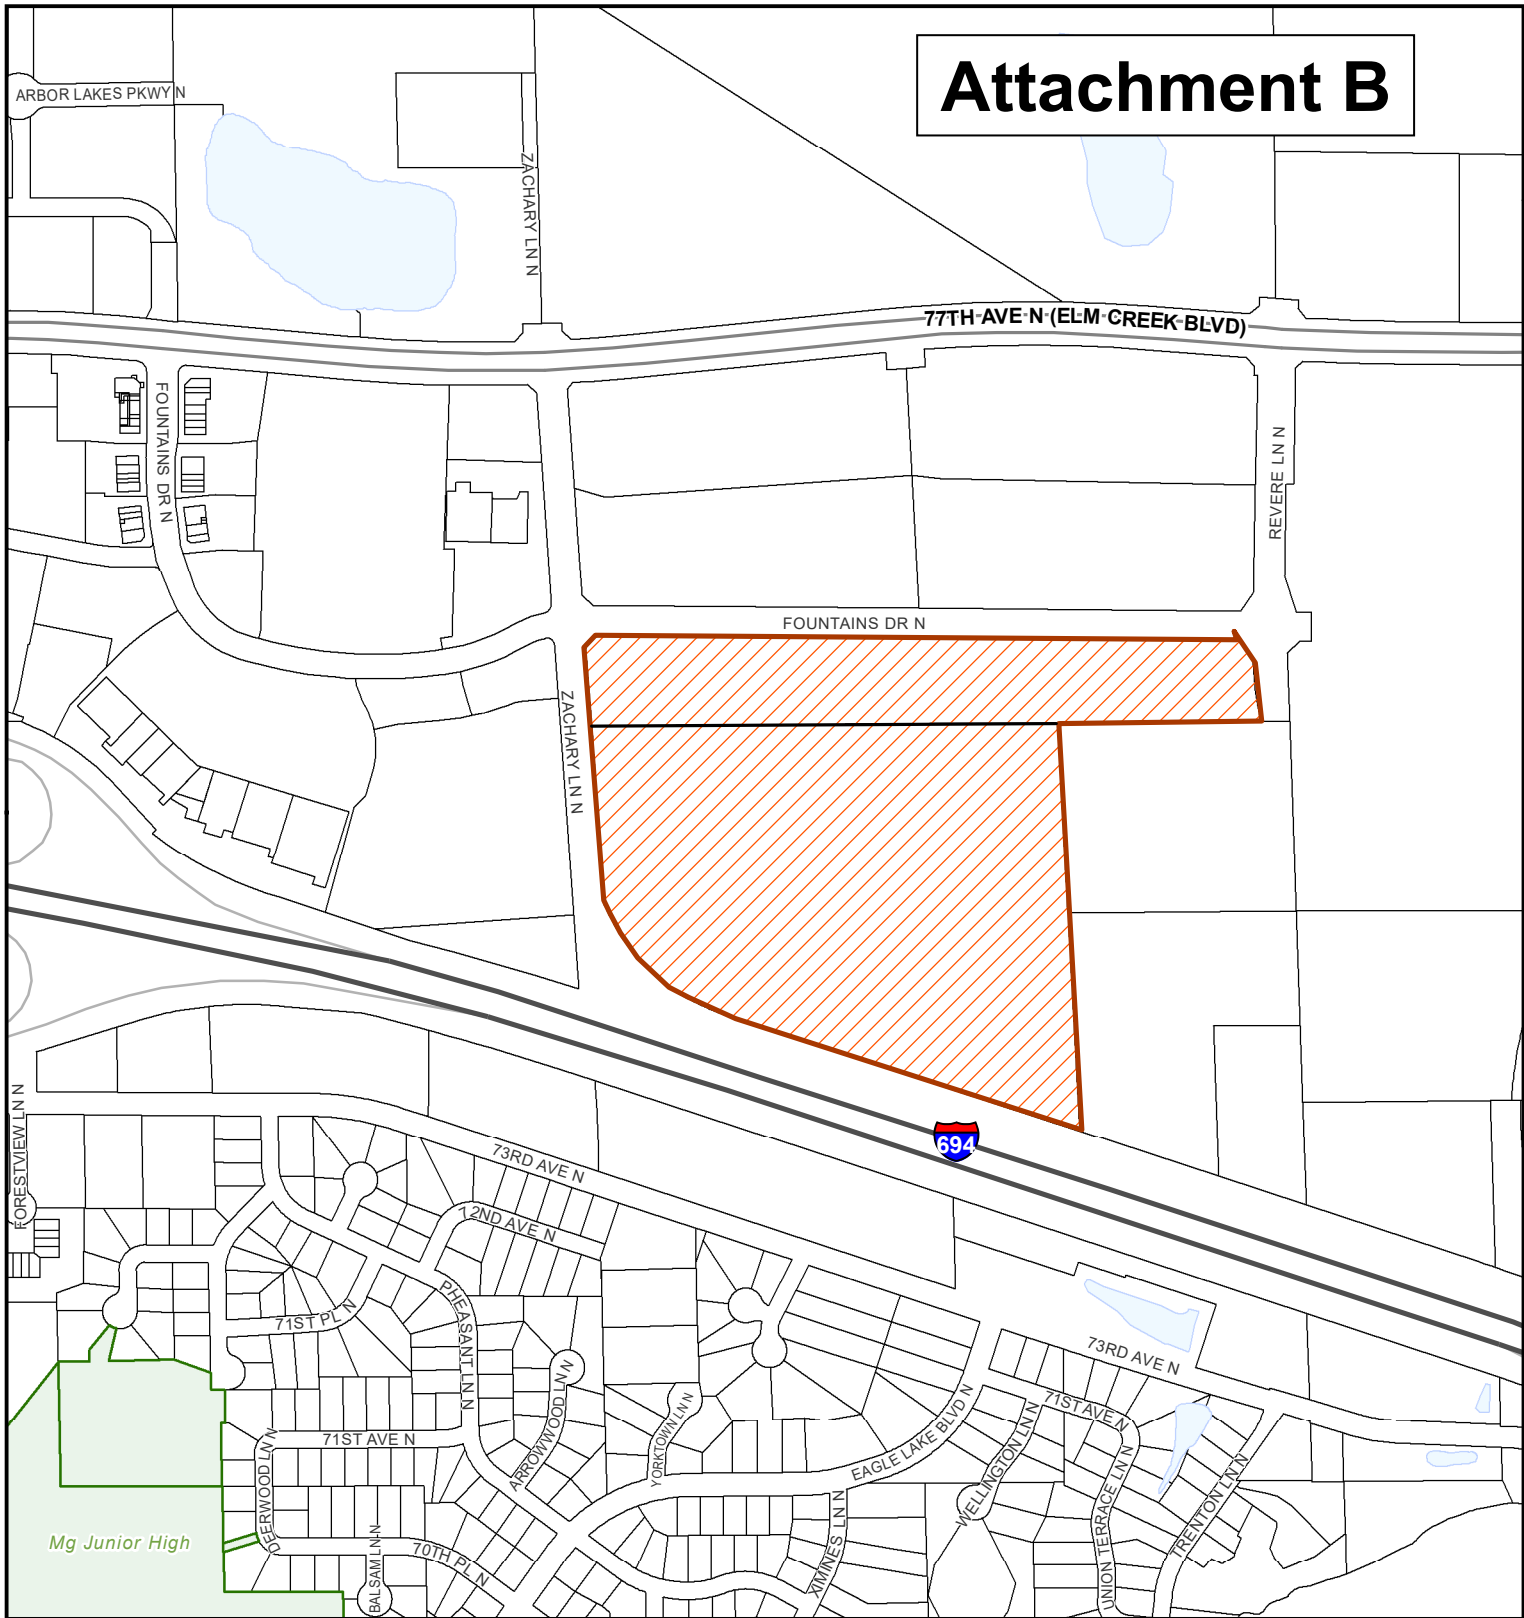 Attachment B
ARBOR LAKES PKWY N
ZACHARY LN N
77TH AVE N (ELM CREEK BLVD)
FOUNTAINS DR N
REVERE LN N
FOUNTAINS DR N
ZACHARY LN N
694
FORESTVIEW LN N
73RD AVE N
72ND AVE N
PHEASANT LN N
71ST PL N
73RD AVE N
ARROWWOOD LN N
YORKTOWN LN N
71ST AVE N
EAGLE LAKE BLVD N
WELLINGTON LN N
71ST AVE N
DEERWOOD LN N
UNION TERRACE LN N
TRENTON LN N
XIMINES LN N
Mg Junior High
70TH PL N
BALSAM LN N